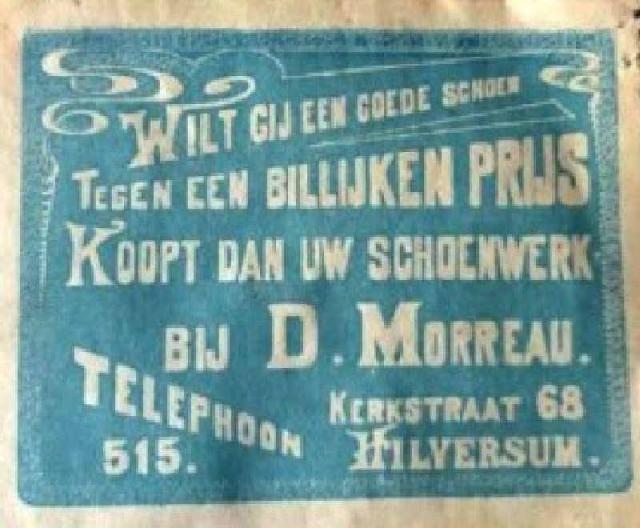 WILT GIJ EEN GOEDE SCHOEN
TEGEN EEN BILLIJKEN PRIJS
KOOPT DAN UW SCHOENWERK
BIJ D. MORREAU.
TELEPHOON
515.
KERKSTRAAT 68
HILVERSUM.